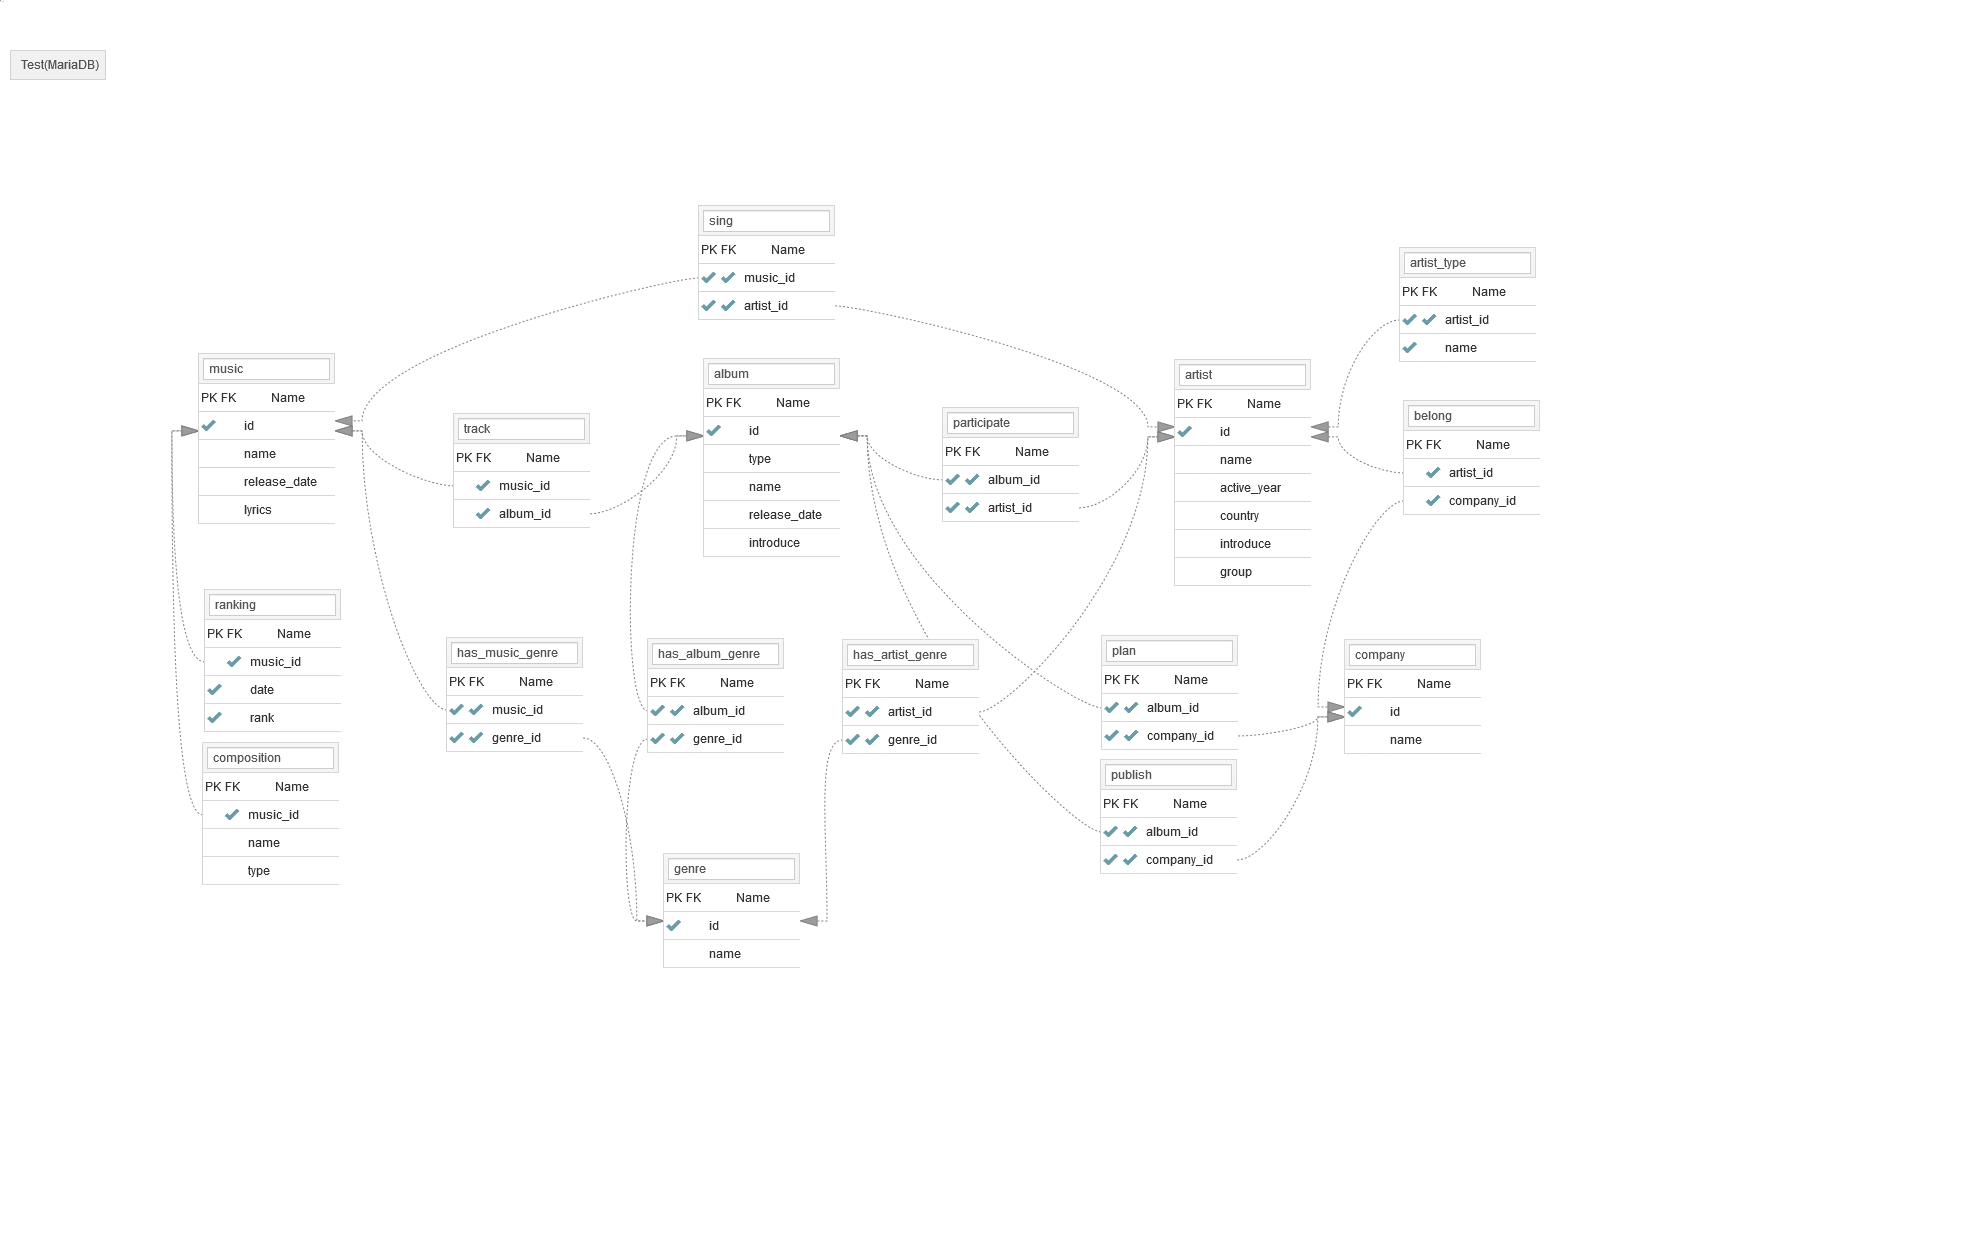 Test(MariaDB)
sing
PK FK Name
music_id
artist_id
artist_type
PK FK Name
artist_id
name
music
PK FK Name
id
name
release_date
lyrics
album
PK FK Name
id
type
name
release_date
introduce
artist
PK FK Name
id
name
active_year
country
introduce
group
track
PK FK Name
music_id
album_id
participate
PK FK Name
album_id
artist_id
belong
PK FK Name
artist_id
company_id
ranking
PK FK Name
music_id
date
rank
has_music_genre
PK FK Name
music_id
genre_id
has_album_genre
PK FK Name
album_id
genre_id
has_artist_genre
PK FK Name
artist_id
genre_id
plan
PK FK Name
album_id
company_id
company
PK FK Name
id
name
composition
PK FK Name
music_id
name
type
publish
PK FK Name
album_id
company_id
genre
PK FK Name
id
name